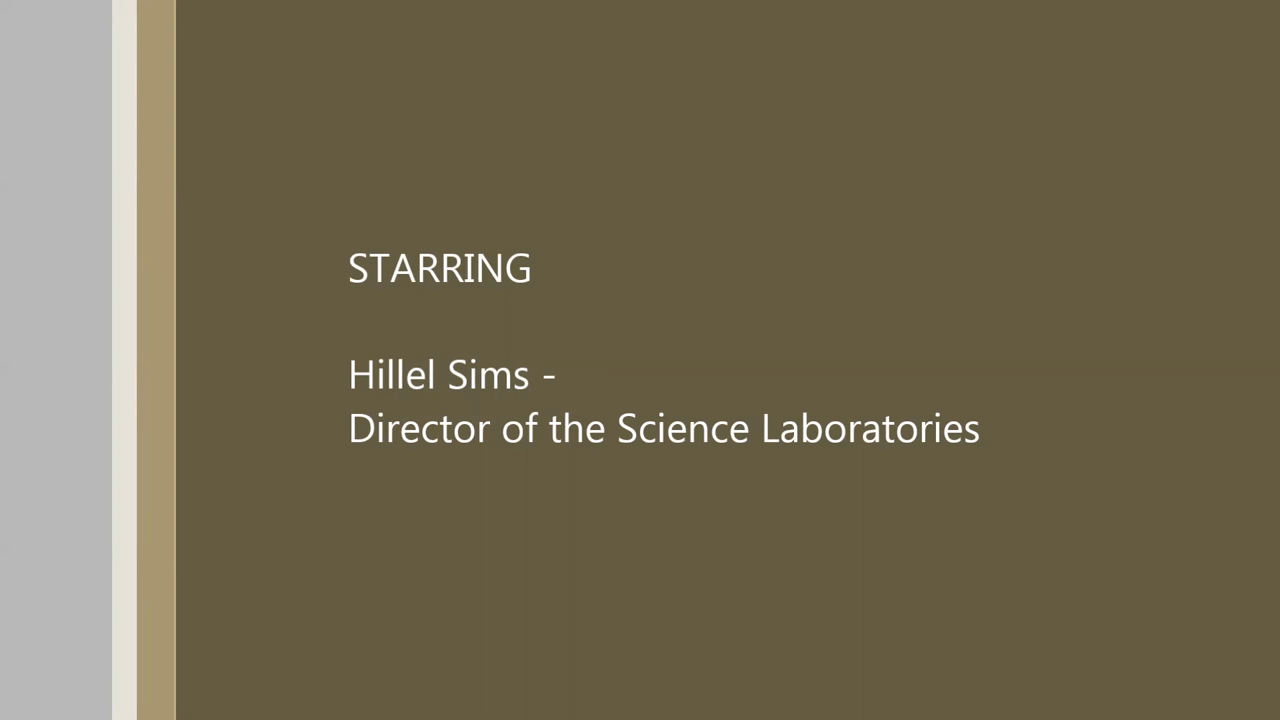 STARRING
Hillel Sims -
Director of the Science Laboratories